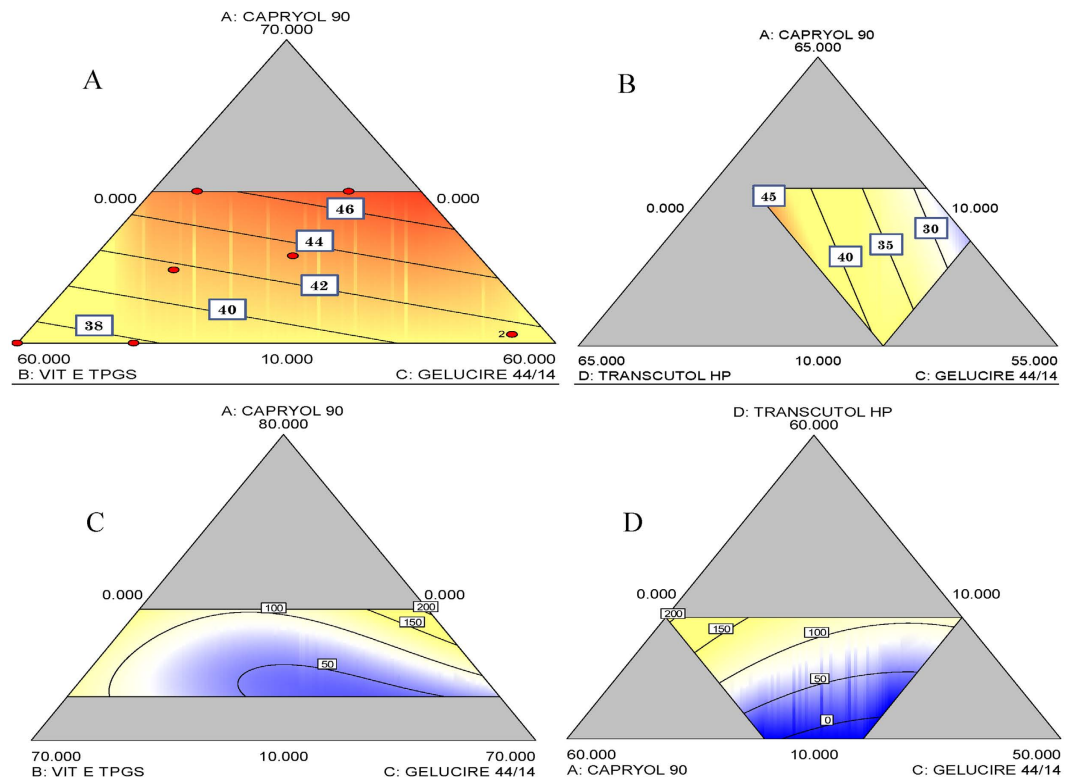 A: CAPRYOL 90
70.000
A
0.000
0.000
46
44
42
40
38
2
60.000
10.000
60.000
B: VIT E TPGS
C: GELUCIRE 44/14
A: CAPRYOL 90
65.000
B
0.000
10.000
45
40
35
30
65.000
10.000
55.000
D: TRANSCUTOL HP
C: GELUCIRE 44/14
A: CAPRYOL 90
80.000
C
0.000
0.000
100
200
150
50
70.000
10.000
70.000
B: VIT E TPGS
C: GELUCIRE 44/14
D: TRANSCUTOL HP
60.000
D
0.000
10.000
200
150
100
50
0
60.000
10.000
50.000
A: CAPRYOL 90
C: GELUCIRE 44/14